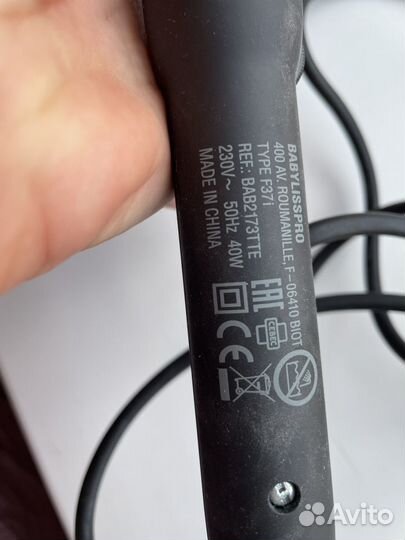 BABYLISSPRO
400 AV. ROUMANILLE, F-06410 BIOT
TYPE F37i
REF: BAB2173TTE
230V~ 50Hz 40W
MADE IN CHINA
EAC
CEBEC
CE
Avito